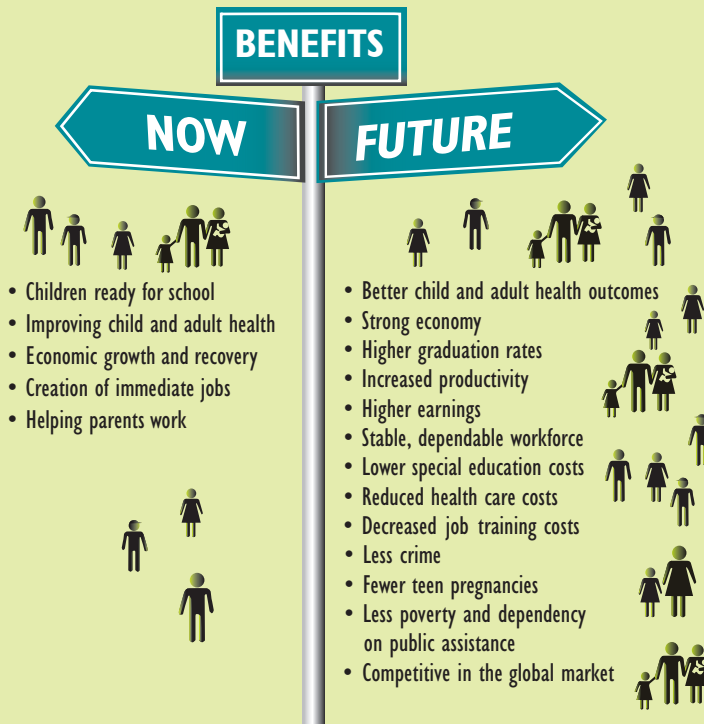 BENEFITS
NOW
FUTURE
• Children ready for school
• Improving child and adult health
• Economic growth and recovery
• Creation of immediate jobs
• Helping parents work
• Better child and adult health outcomes
• Strong economy
• Higher graduation rates
• Increased productivity
• Higher earnings
• Stable, dependable workforce
• Lower special education costs
• Reduced health care costs
• Decreased job training costs
• Less crime
• Fewer teen pregnancies
• Less poverty and dependency
on public assistance
• Competitive in the global market